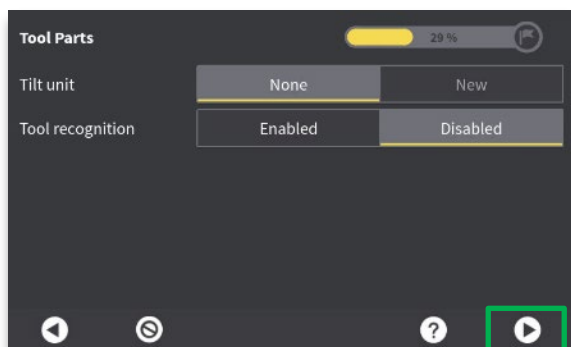 Tool Parts 29 %
Tilt unit None New
Tool recognition Enabled Disabled
?